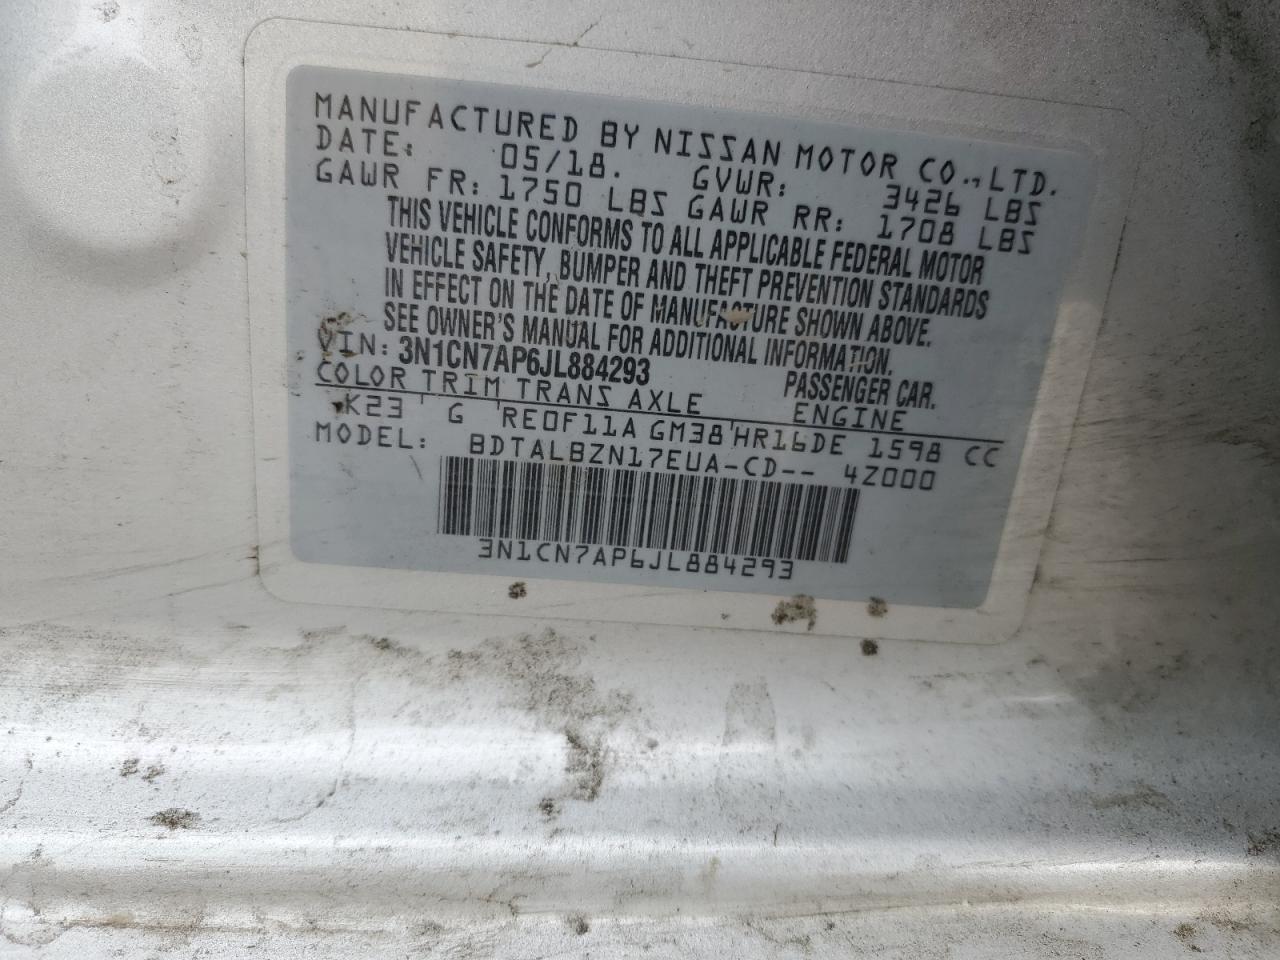 MANUFACTURED BY NISSAN MOTOR CO., LTD.
DATE: 05/18. GVWR: 3426 LBS
GAWR FR: 1750 LBS GAWR RR: 1708 LBS
THIS VEHICLE CONFORMS TO ALL APPLICABLE FEDERAL MOTOR
VEHICLE SAFETY, BUMPER AND THEFT PREVENTION STANDARDS
IN EFFECT ON THE DATE OF MANUFACTURE SHOWN ABOVE.
SEE OWNER'S MANUAL FOR ADDITIONAL INFORMATION.
VIN: 3N1CN7AP6JL884293 PASSENGER CAR.
COLOR TRIM TRANS AXLE ENGINE
K23 ' G 'RE0F11A GM38'HR16DE 1598 CC
MODEL: BDTALBZN17EUA-CD-- 4Z000
3N1CN7AP6JL884293